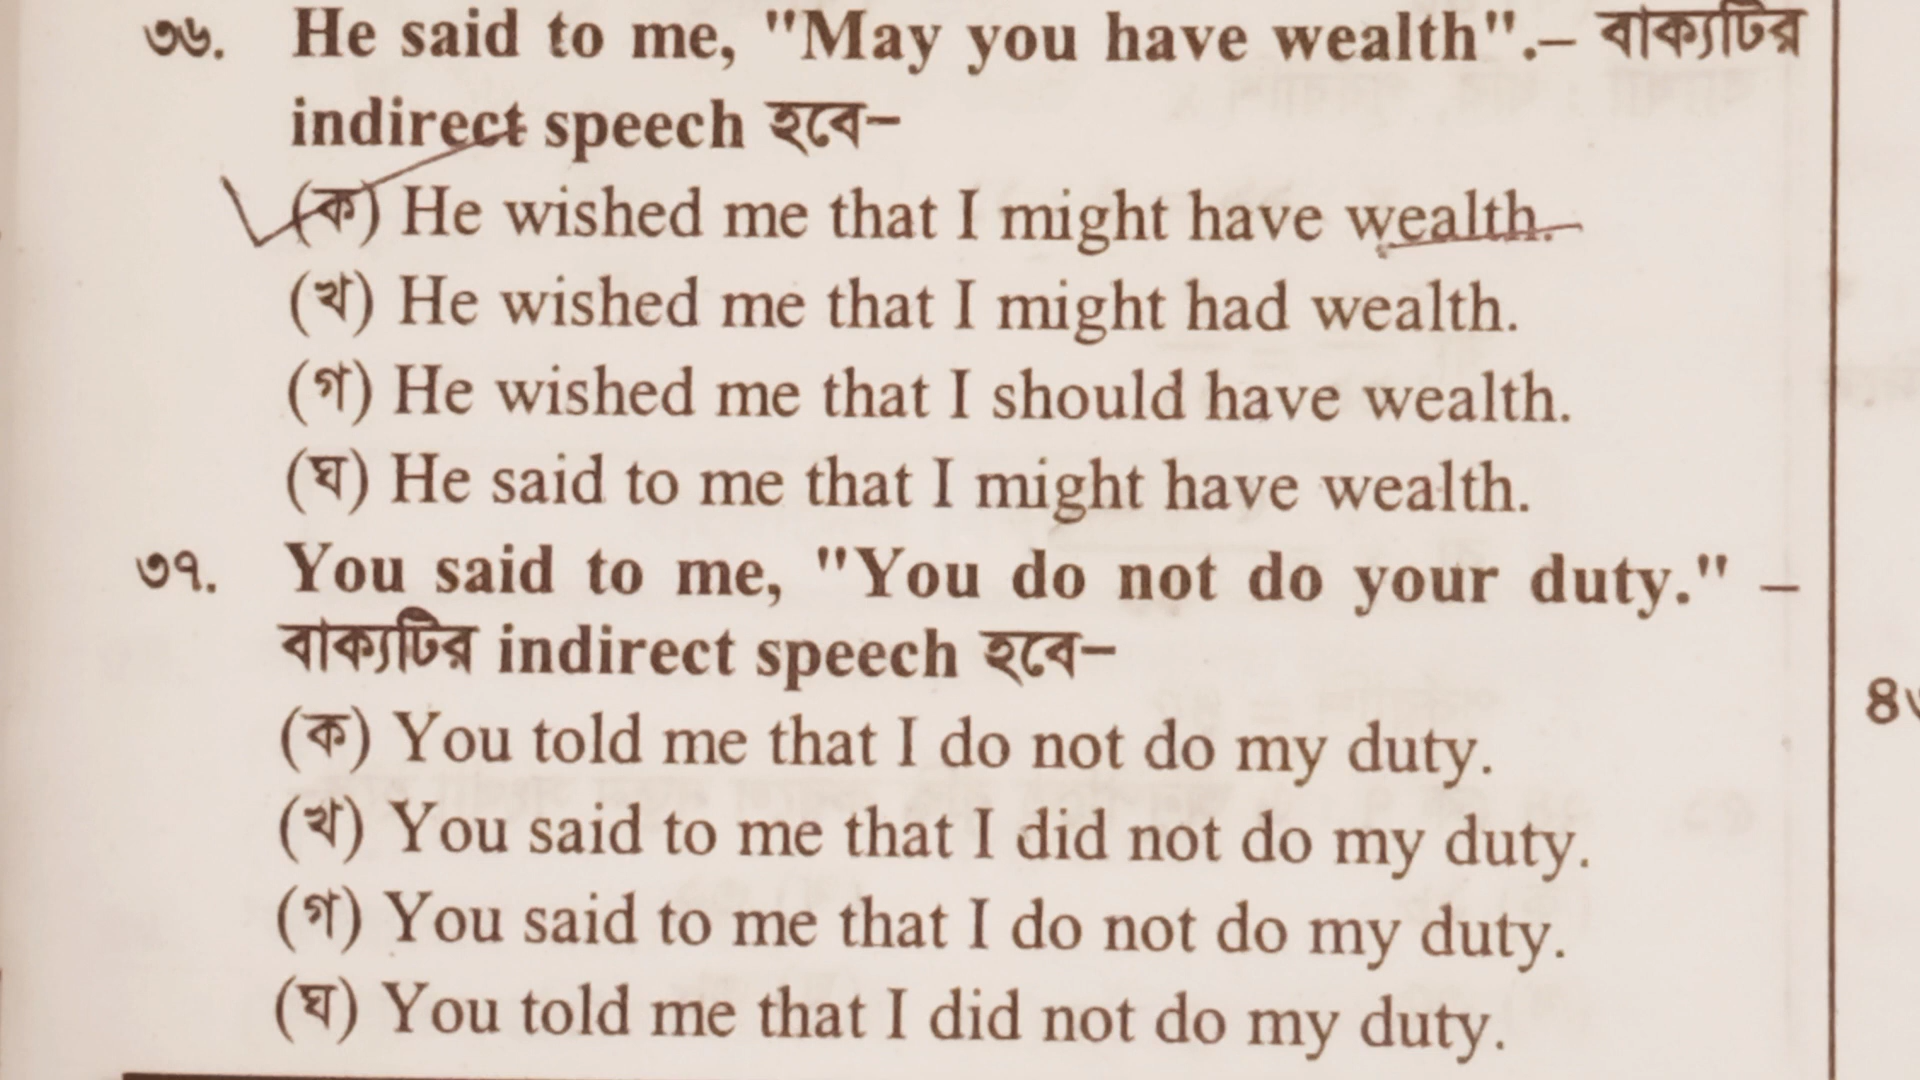 ৩৬. He said to me, "May you have wealth".– বাক্যটির
indirect speech হবে–
(ক) He wished me that I might have wealth.
(খ) He wished me that I might had wealth.
(গ) He wished me that I should have wealth.
(ঘ) He said to me that I might have wealth.
৩৭. You said to me, "You do not do your duty." –
বাক্যটির indirect speech হবে–
(ক) You told me that I do not do my duty.
(খ) You said to me that I did not do my duty.
(গ) You said to me that I do not do my duty.
(ঘ) You told me that I did not do my duty.